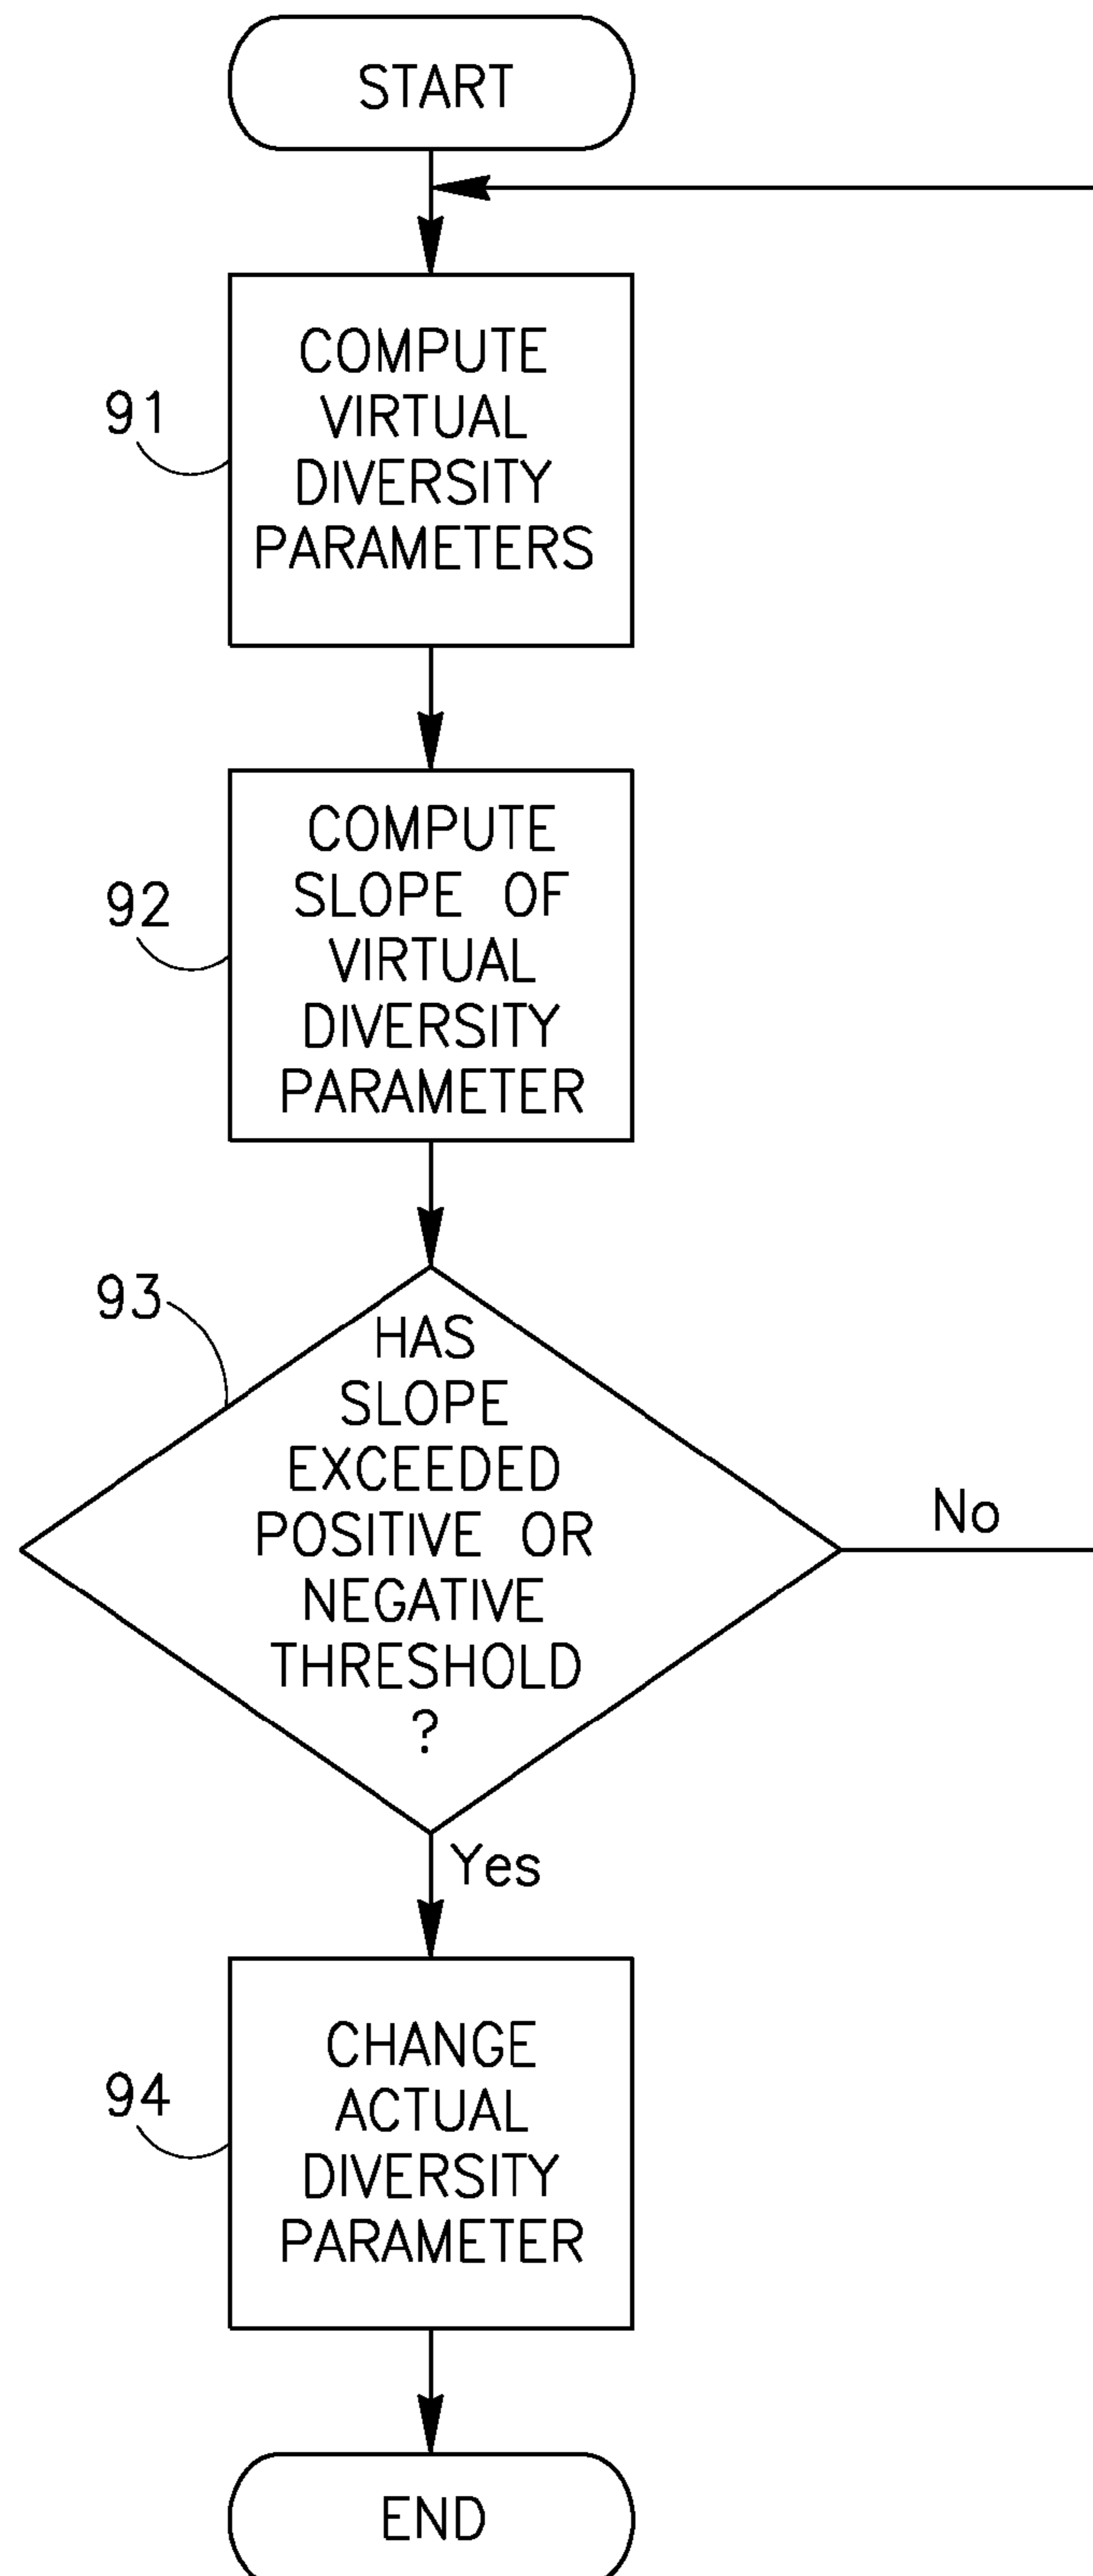 START
COMPUTE
VIRTUAL
DIVERSITY
PARAMETERS
91
COMPUTE
SLOPE OF
VIRTUAL
DIVERSITY
PARAMETER
92
93
HAS
SLOPE
EXCEEDED
POSITIVE OR
NEGATIVE
THRESHOLD
?
No
Yes
CHANGE
ACTUAL
DIVERSITY
PARAMETER
94
END